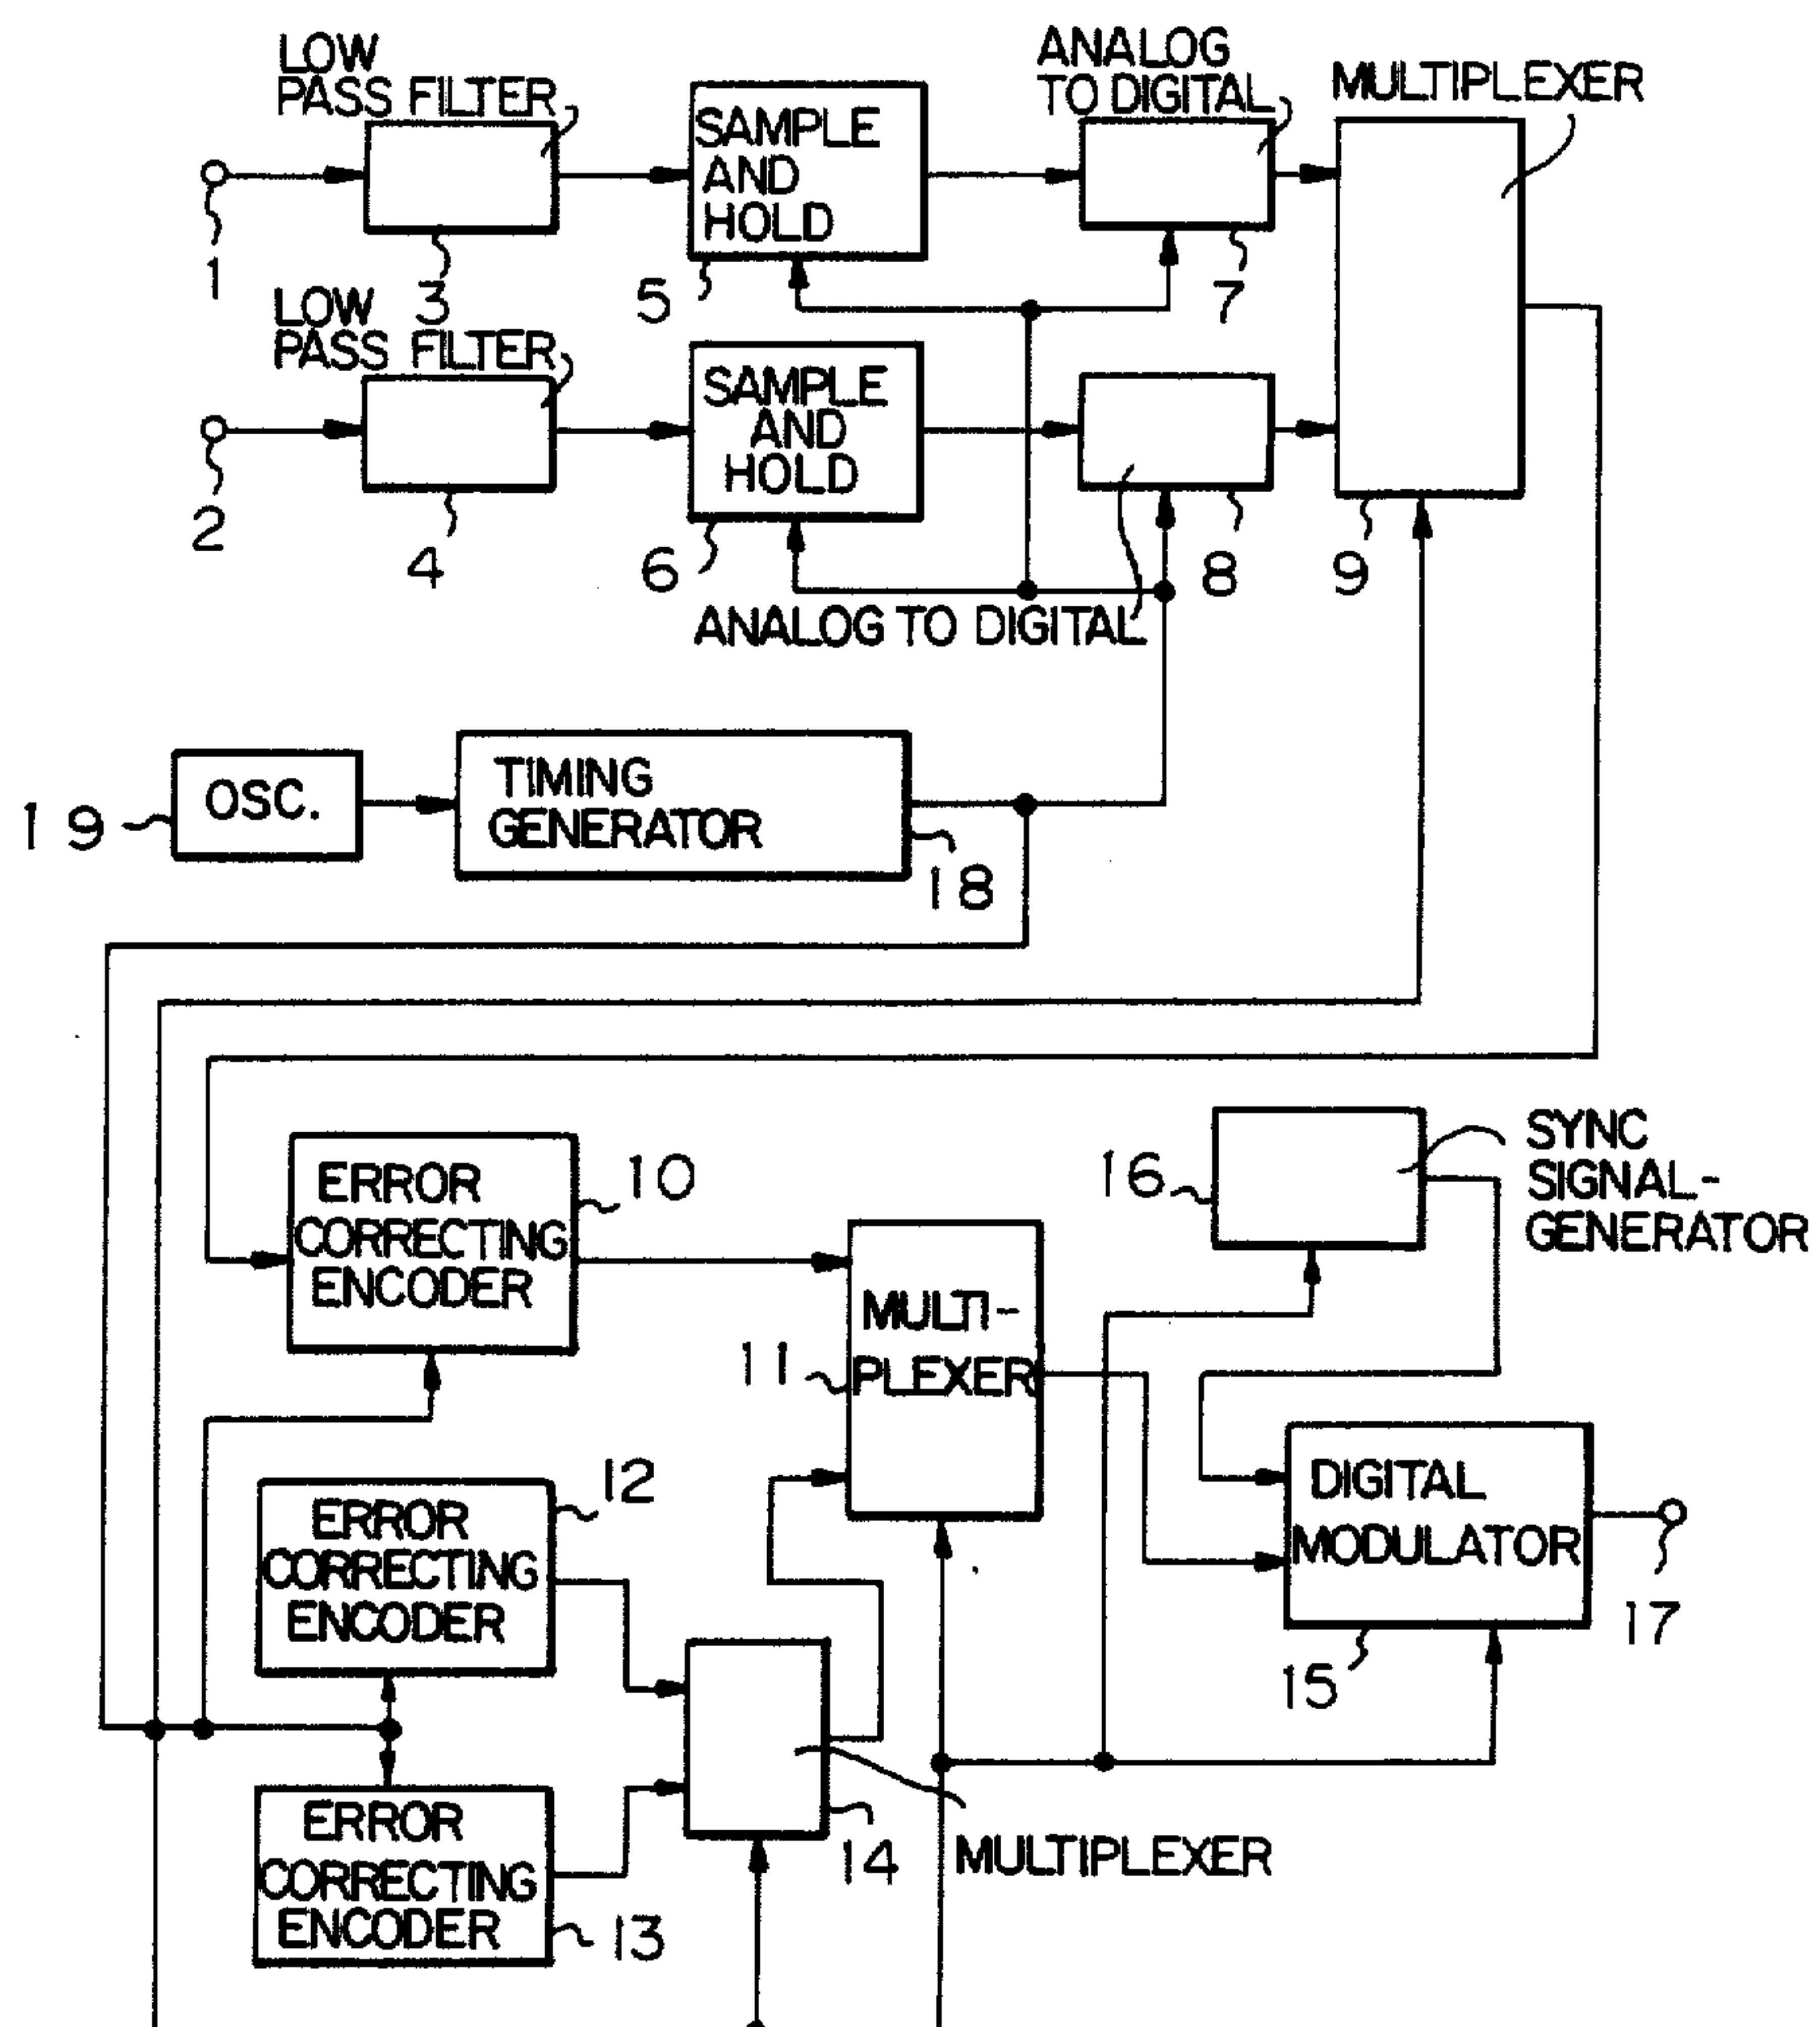 LOW
PASS FILTER
SAMPLE
AND
HOLD
ANALOG
TO DIGITAL
MULTIPLEXER
1
3
5
7
LOW
PASS FILTER
SAMPLE
AND
HOLD
2
4
6
8
9
ANALOG TO DIGITAL
19
OSC.
TIMING
GENERATOR
18
ERROR
CORRECTING
ENCODER
10
16
SYNC
SIGNAL-
GENERATOR
11
MULTI-
PLEXER
ERROR
CORRECTING
ENCODER
12
DIGITAL
MODULATOR
17
15
ERROR
CORRECTING
ENCODER
13
14
MULTIPLEXER